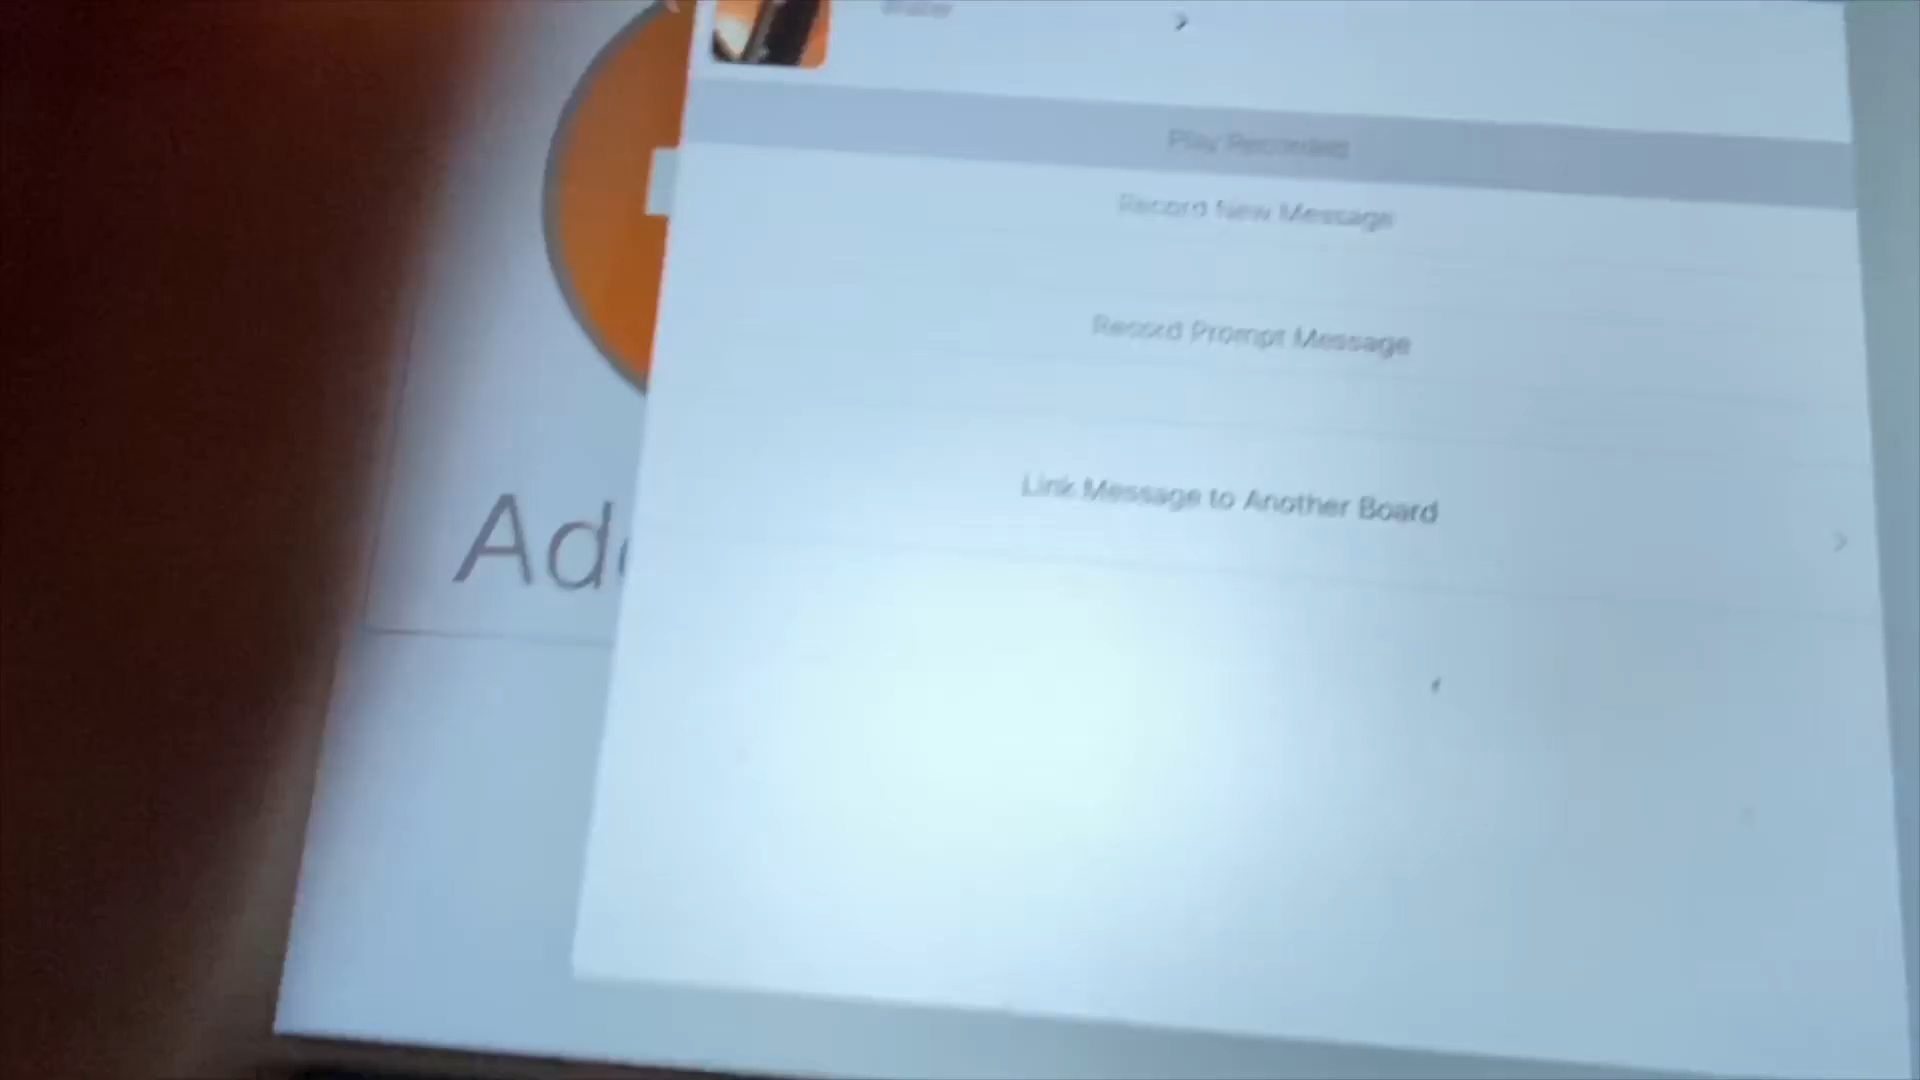 Play Recorded
Record New Message
Record Prompt Message
Link Message to Another Board
Ad